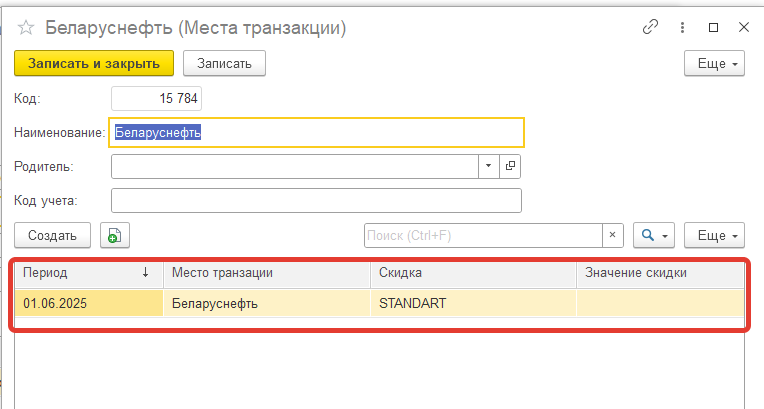 Беларуснефть (Места транзакции)
Записать и закрыть Записать Еще
Код: 15 784
Наименование: Беларуснефть
Родитель:
Код учета:
Создать Поиск (Ctrl+F) × Еще
Период ↓ Место транзации Скидка Значение скидки
01.06.2025 Беларуснефть STANDART